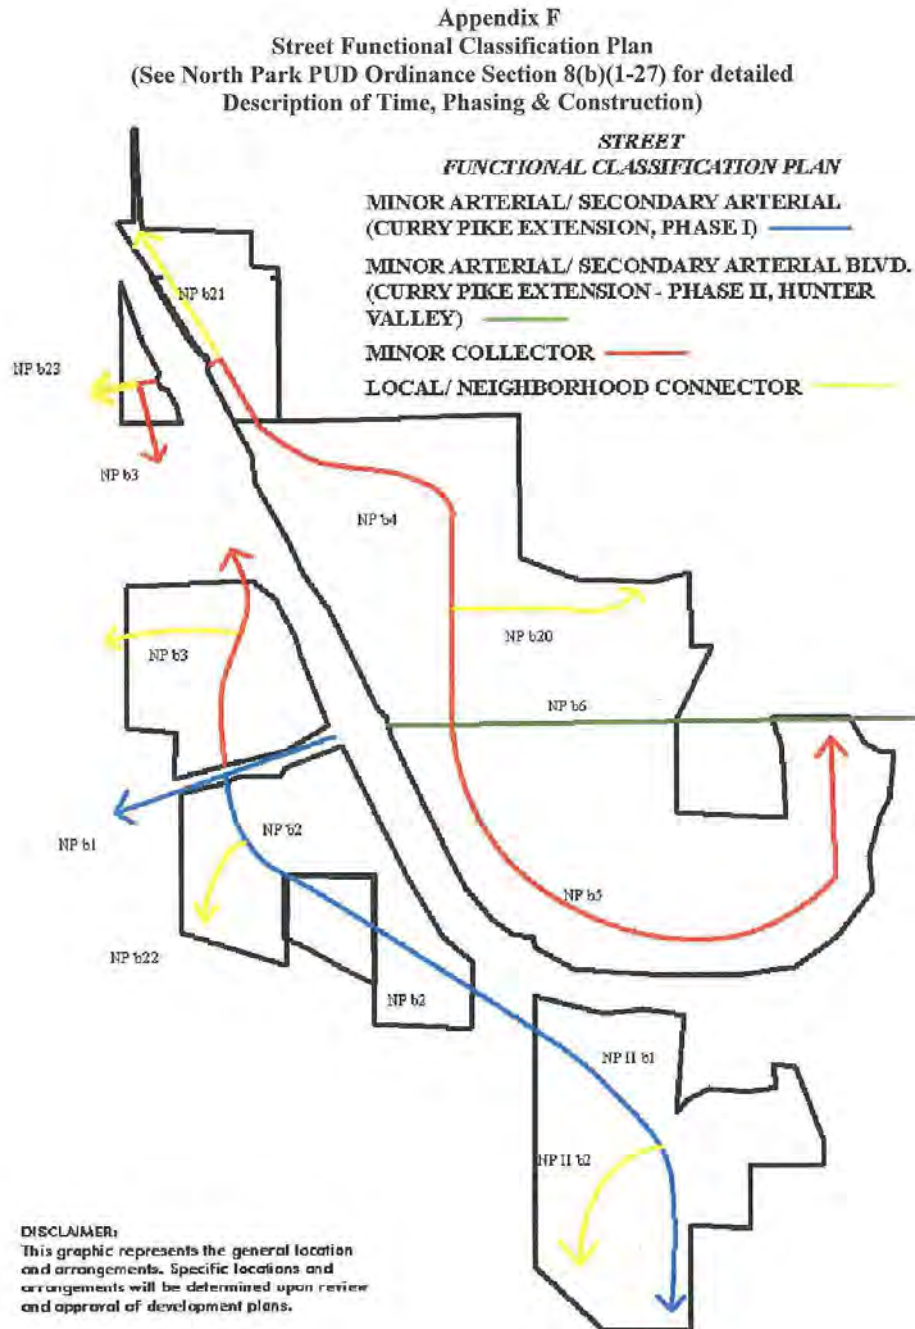 Appendix F
Street Functional Classification Plan
(See North Park PUD Ordinance Section 8(b)(1-27) for detailed
Description of Time, Phasing & Construction)
STREET
FUNCTIONAL CLASSIFICATION PLAN
MINOR ARTERIAL/ SECONDARY ARTERIAL
(CURRY PIKE EXTENSION, PHASE I)
MINOR ARTERIAL/ SECONDARY ARTERIAL BLVD.
(CURRY PIKE EXTENSION - PHASE II, HUNTER
VALLEY)
MINOR COLLECTOR
LOCAL/ NEIGHBORHOOD CONNECTOR
NP b21
NP b23
NP b3
NP b4
NP b20
NP b3
NP b6
NP b2
NP b1
NP b5
NP b22
NP b2
NP II b1
NP II b2
DISCLAIMER:
This graphic represents the general location
and arrangements. Specific locations and
arrangements will be determined upon review
and approval of development plans.